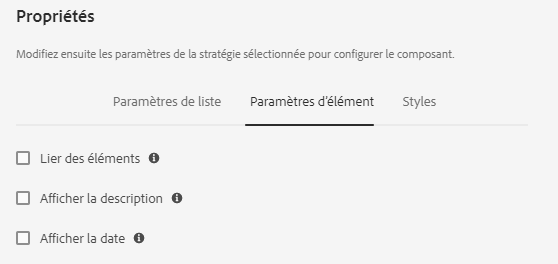 Propriétés
Modifiez ensuite les paramètres de la stratégie sélectionnée pour configurer le composant.
Paramètres de liste Paramètres d'élément Styles
Lier des éléments
Afficher la description
Afficher la date